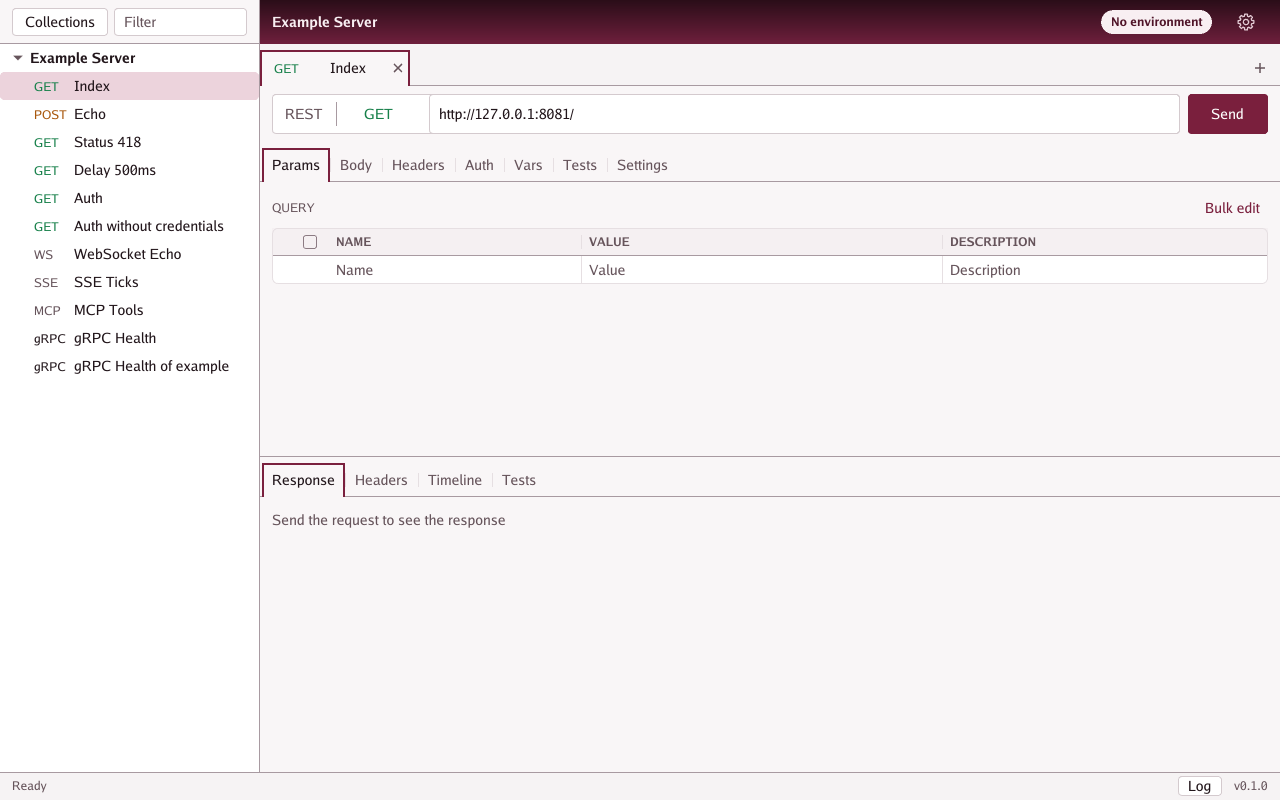 Collections
Filter
Example Server
No environment
Example Server
GET Index
POST Echo
GET Status 418
GET Delay 500ms
GET Auth
GET Auth without credentials
WS WebSocket Echo
SSE SSE Ticks
MCP MCP Tools
gRPC gRPC Health
gRPC gRPC Health of example
GET Index
REST GET http://127.0.0.1:8081/ Send
Params Body Headers Auth Vars Tests Settings
QUERY Bulk edit
NAME VALUE DESCRIPTION
Name Value Description
Response Headers Timeline Tests
Send the request to see the response
Ready Log v0.1.0